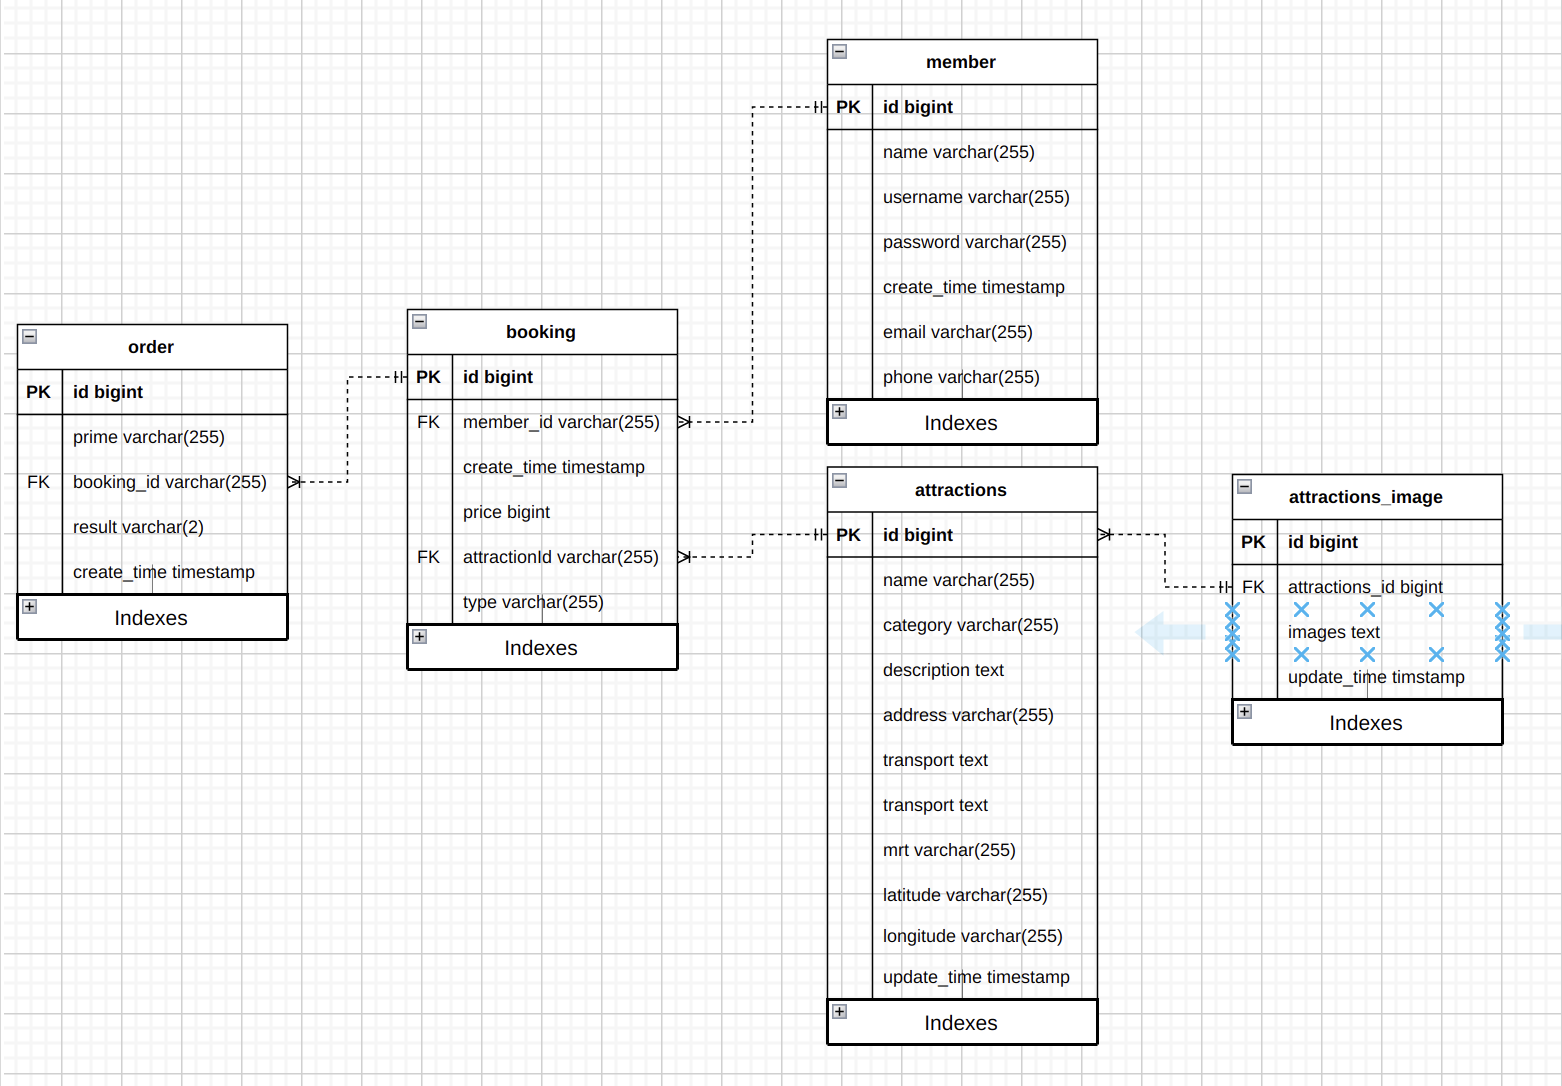 member
PK id bigint
name varchar(255)
username varchar(255)
password varchar(255)
create_time timestamp
email varchar(255)
phone varchar(255)
Indexes
order
PK id bigint
prime varchar(255)
FK booking_id varchar(255)
result varchar(2)
create_time timestamp
Indexes
booking
PK id bigint
FK member_id varchar(255)
create_time timestamp
price bigint
FK attractionId varchar(255)
type varchar(255)
Indexes
attractions
PK id bigint
name varchar(255)
category varchar(255)
description text
address varchar(255)
transport text
transport text
mrt varchar(255)
latitude varchar(255)
longitude varchar(255)
update_time timestamp
Indexes
attractions_image
PK id bigint
FK attractions_id bigint
images text
update_time timstamp
Indexes